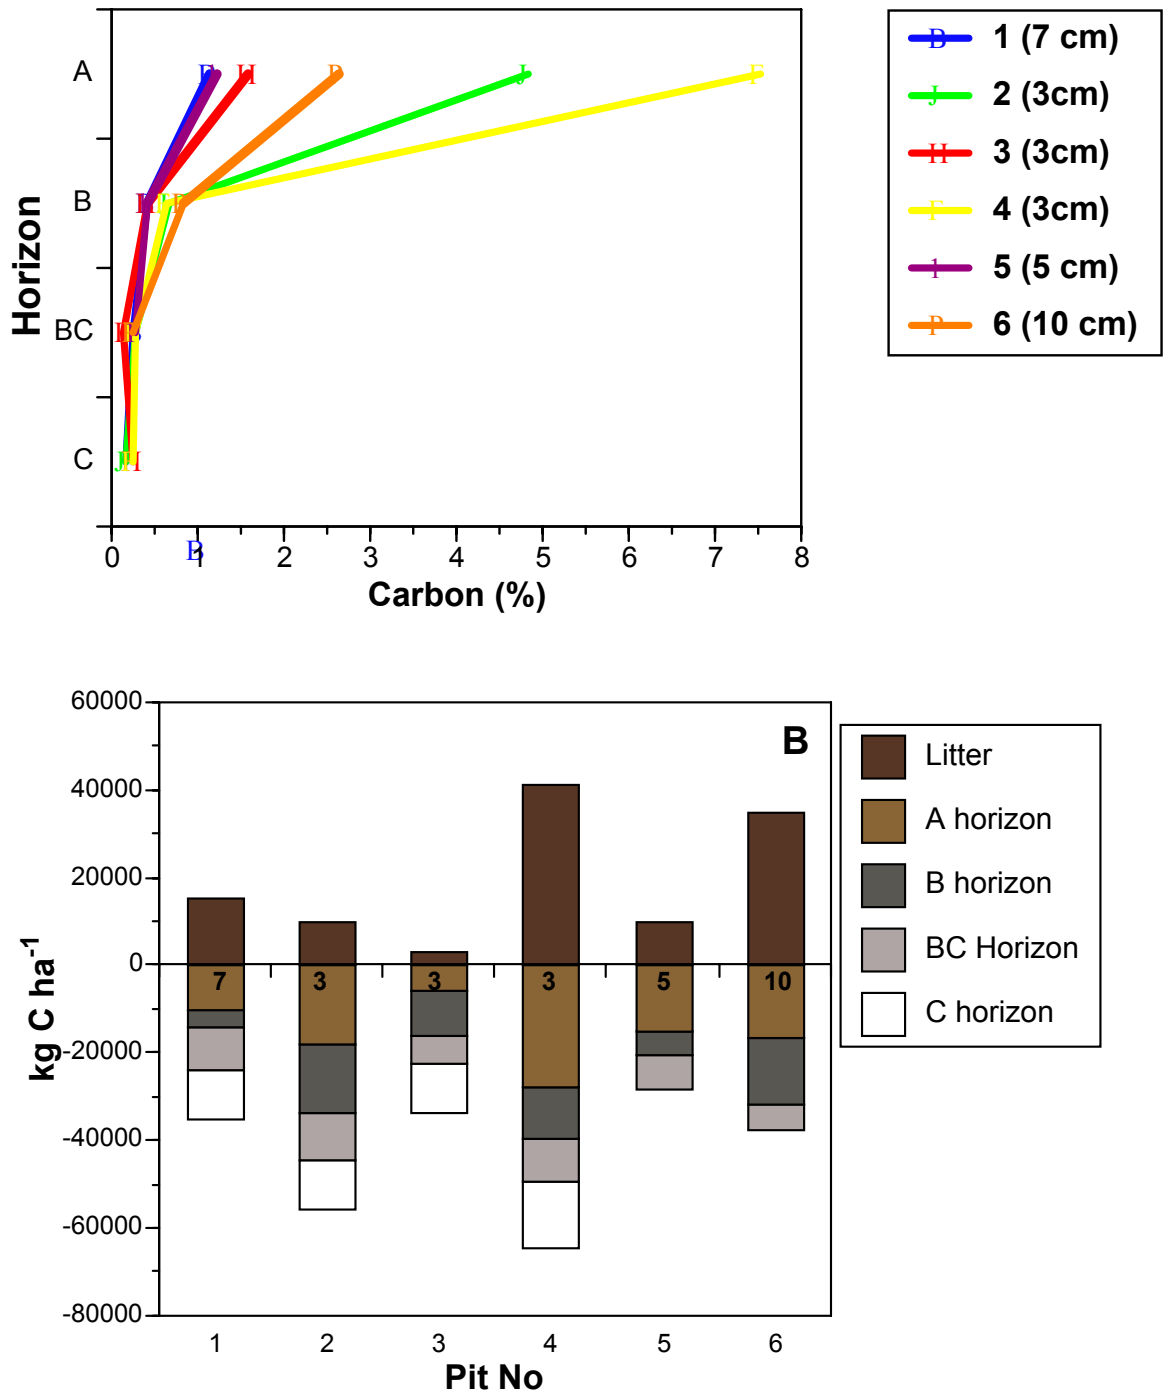 A
B
BC
C
Horizon
0 1 2 3 4 5 6 7 8
B
Carbon (%)
B 1 (7 cm)
J 2 (3cm)
H 3 (3cm)
F 4 (3cm)
1 5 (5 cm)
P 6 (10 cm)
60000
40000
20000
0
-20000
-40000
-60000
-80000
kg C ha-1
B
7 3 3 3 5 10
1 2 3 4 5 6
Pit No
Litter
A horizon
B horizon
BC Horizon
C horizon